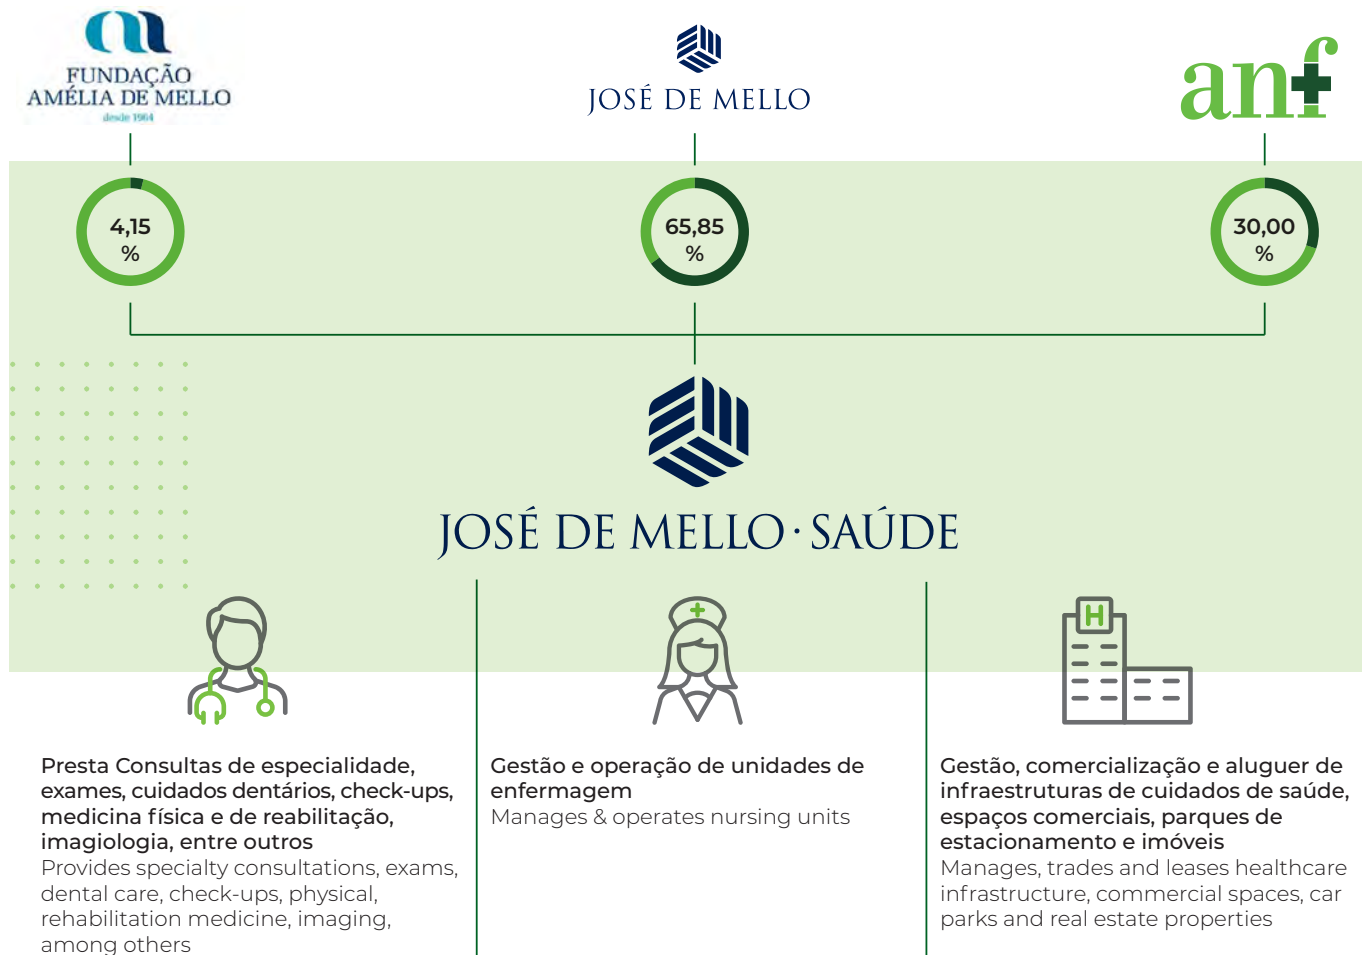 FUNDAÇÃO
AMÉLIA DE MELLO
desde 1964
JOSÉ DE MELLO
anf
4,15
%
65,85
%
30,00
%
JOSÉ DE MELLO · SAÚDE
H
Presta Consultas de especialidade,
exames, cuidados dentários, check-ups,
medicina física e de reabilitação,
imagiologia, entre outros
Provides specialty consultations, exams,
dental care, check-ups, physical,
rehabilitation medicine, imaging,
among others
Gestão e operação de unidades de
enfermagem
Manages & operates nursing units
Gestão, comercialização e aluguer de
infraestruturas de cuidados de saúde,
espaços comerciais, parques de
estacionamento e imóveis
Manages, trades and leases healthcare
infrastructure, commercial spaces, car
parks and real estate properties